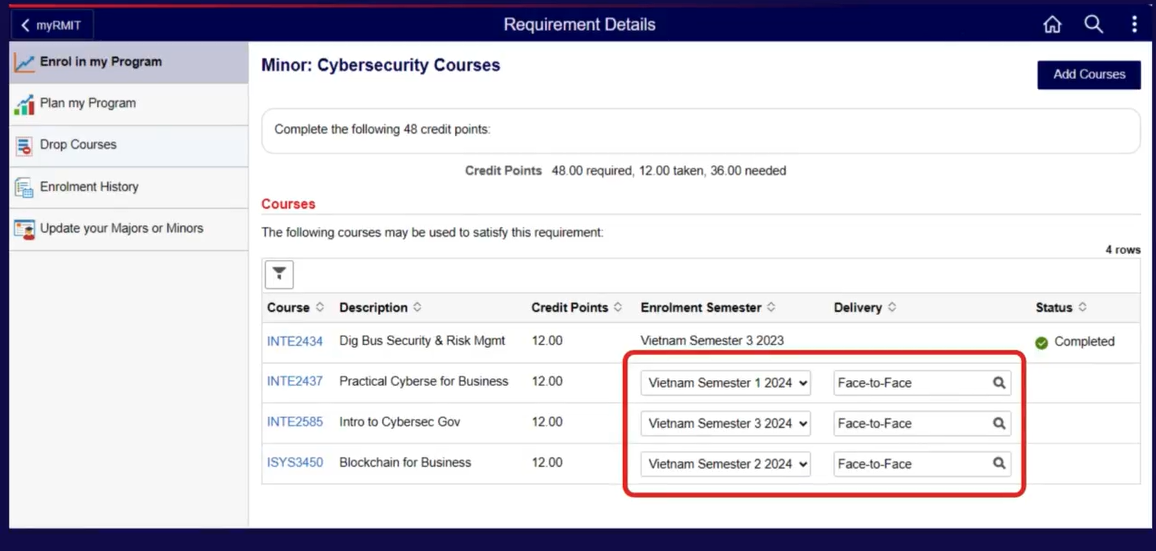 myRMIT
Requirement Details
Enrol in my Program
Plan my Program
Drop Courses
Enrolment History
Update your Majors or Minors
Minor: Cybersecurity Courses
Add Courses
Complete the following 48 credit points:
Credit Points 48.00 required, 12.00 taken, 36.00 needed
Courses
The following courses may be used to satisfy this requirement:
4 rows
Course Description Credit Points Enrolment Semester Delivery Status
INTE2434 Dig Bus Security & Risk Mgmt 12.00 Vietnam Semester 3 2023 Completed
INTE2437 Practical Cyberse for Business 12.00 Vietnam Semester 1 2024 Face-to-Face
INTE2585 Intro to Cybersec Gov 12.00 Vietnam Semester 3 2024 Face-to-Face
ISYS3450 Blockchain for Business 12.00 Vietnam Semester 2 2024 Face-to-Face